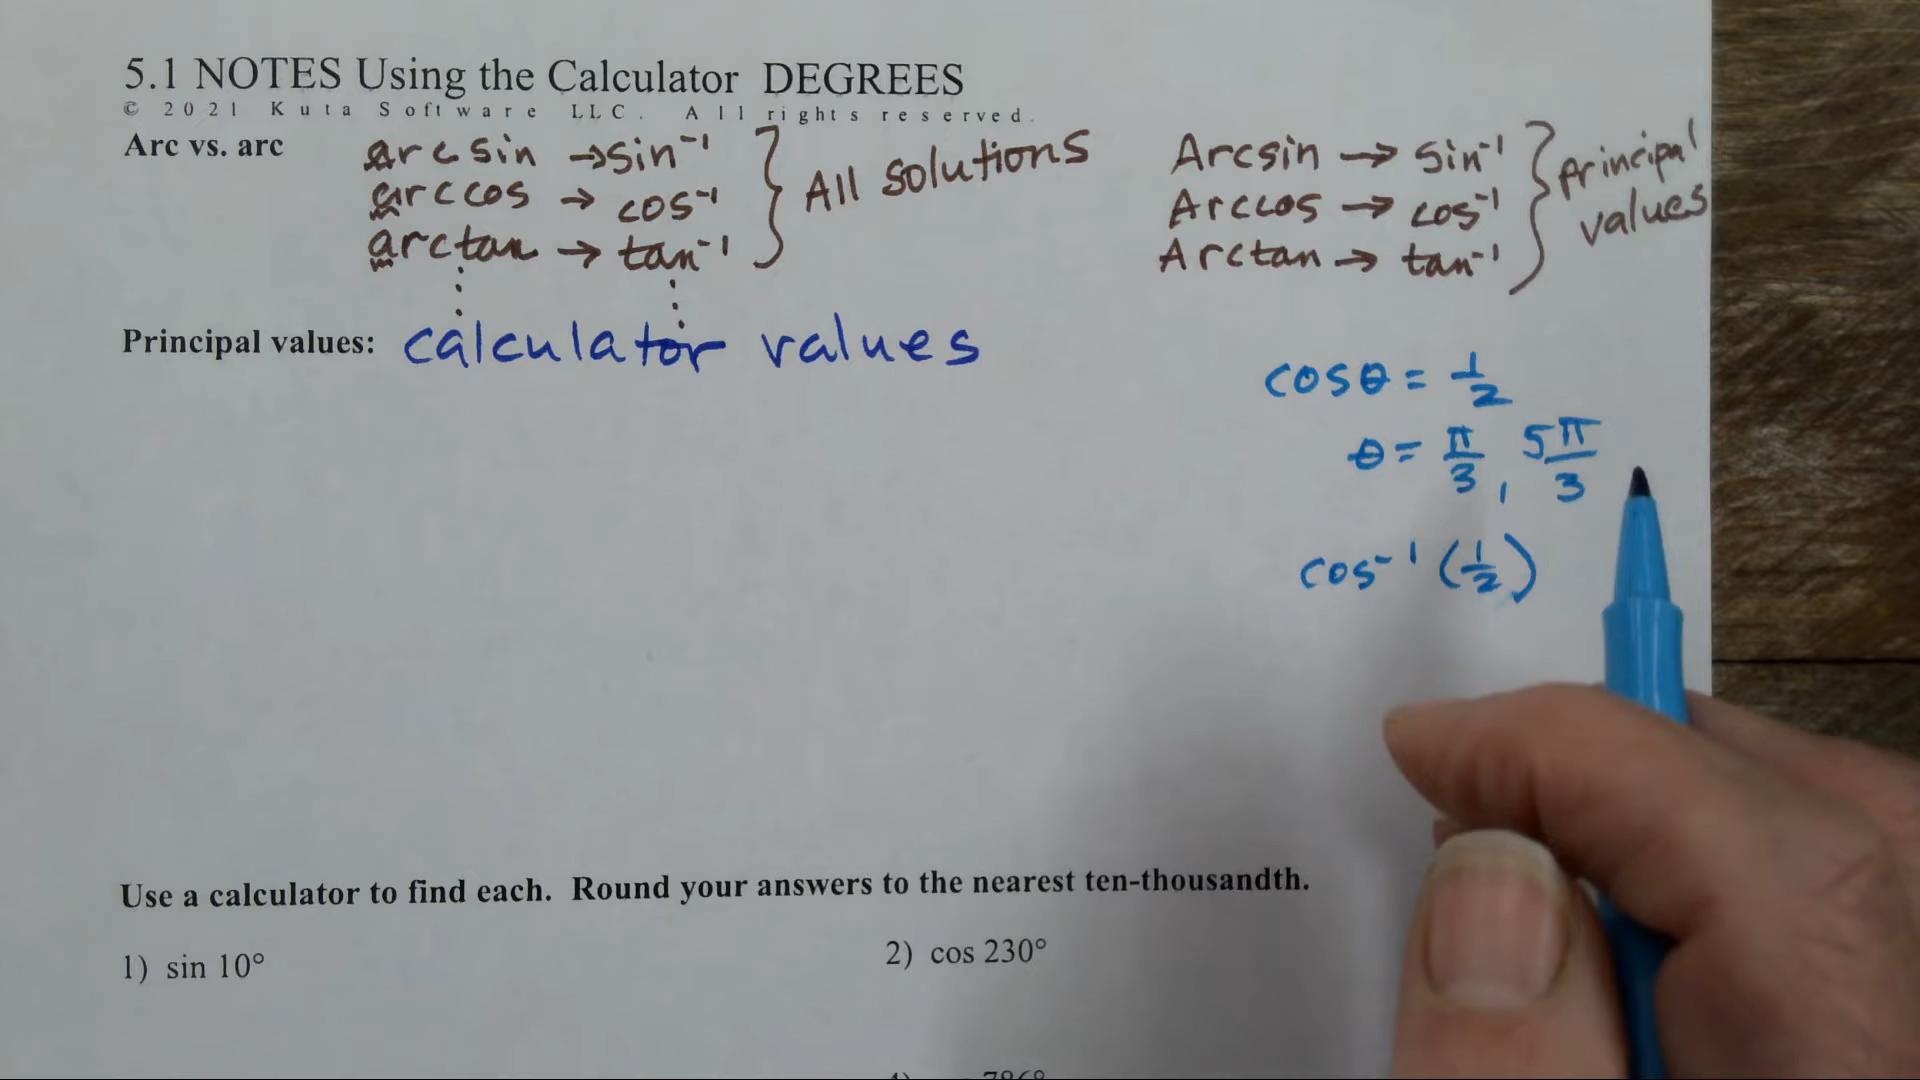 5.1 NOTES Using the Calculator DEGREES
© 2021 Kuta Software LLC. All rights reserved.
Arc vs. arc
arcsin → sin⁻¹
arccos → cos⁻¹
arctan → tan⁻¹
All solutions
Arcsin → sin⁻¹
Arccos → cos⁻¹
Arctan → tan⁻¹
principal
values
Principal values: calculator values
cosθ = 1/2
θ = π/3, 5π/3
cos⁻¹(1/2)
Use a calculator to find each. Round your answers to the nearest ten-thousandth.
1) sin 10°
2) cos 230°